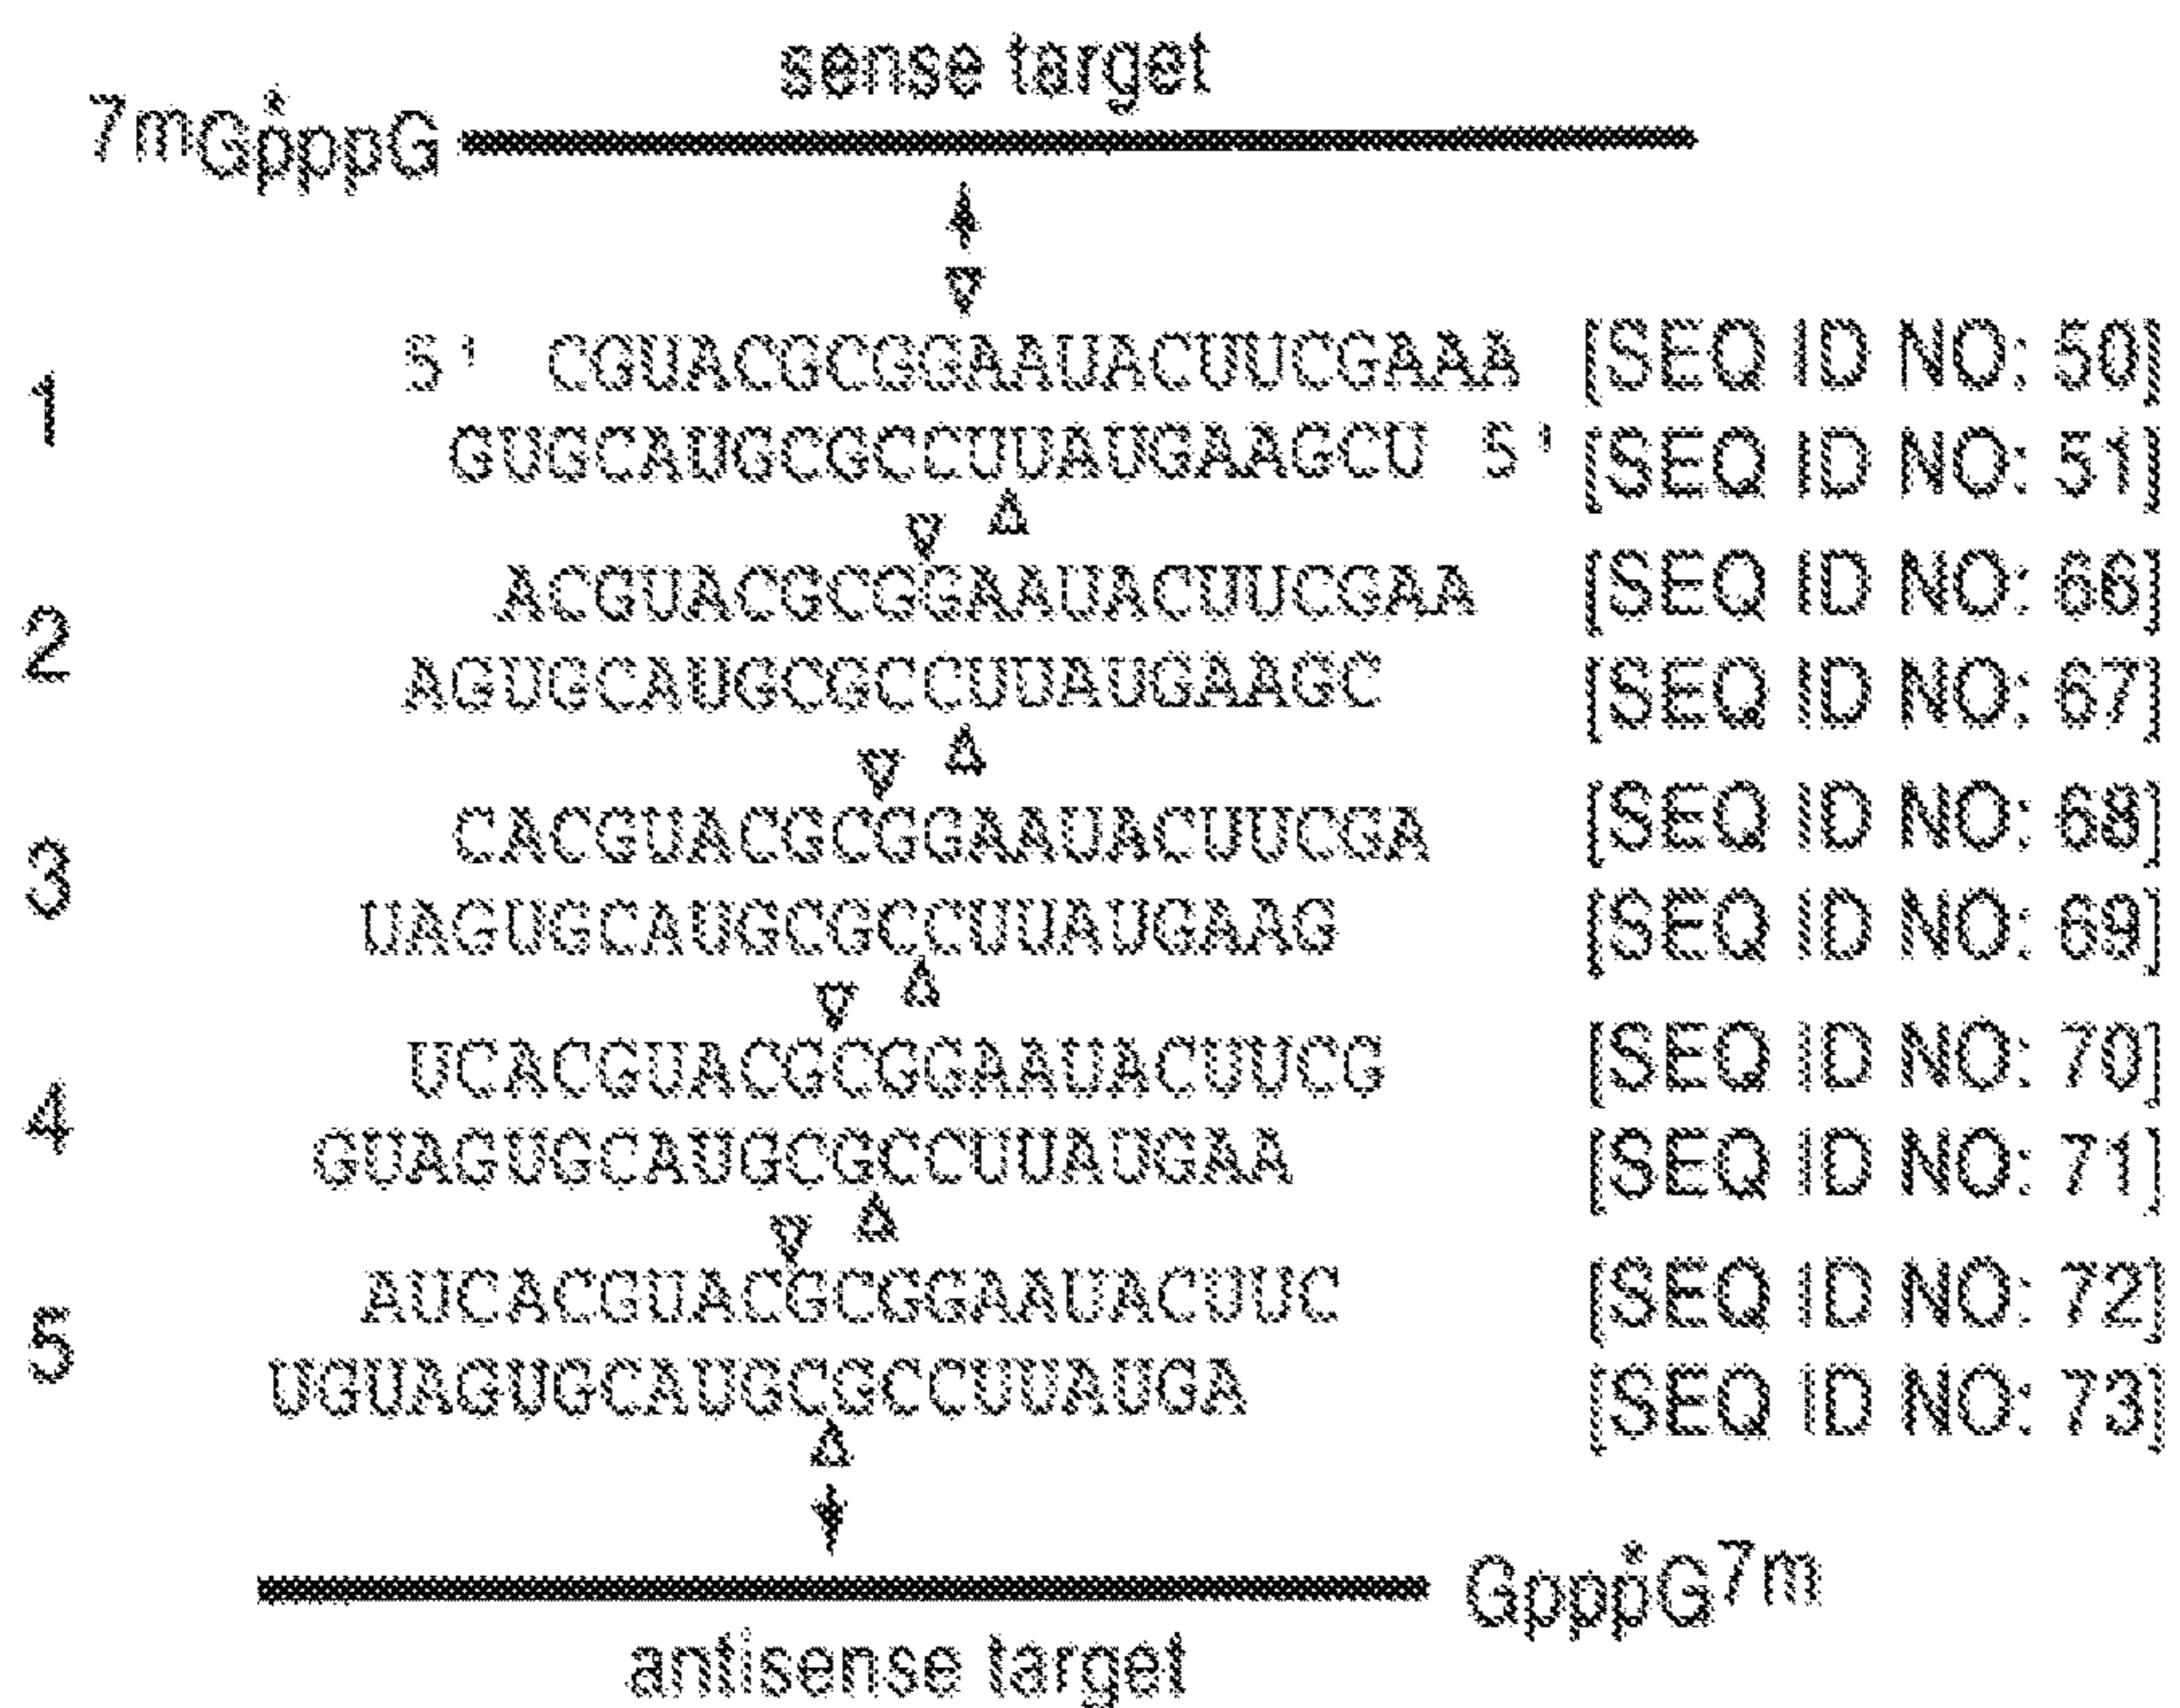 sense target
7mGpppG
5' CGUACGCGGAAUACUUCGAAA [SEQ ID NO: 50]
1
GUGCAUGCGCCUUAUGAAGCU 5' [SEQ ID NO: 51]
ACGUACGCGGAAUACUUCGAA [SEQ ID NO: 66]
2
AGUGCAUGCGCCUUAUGAAGC [SEQ ID NO: 67]
CACGUACGCGGAAUACUUCGA [SEQ ID NO: 68]
3
UAGUGCAUGCGCCUUAUGAAG [SEQ ID NO: 69]
UCACGUACGCGGAAUACUUCG [SEQ ID NO: 70]
4
GUAGUGCAUGCGCCUUAUGAA [SEQ ID NO: 71]
AUCACGUACGCGGAAUACUUC [SEQ ID NO: 72]
5
UGUAGUGCAUGCGCCUUAUGA [SEQ ID NO: 73]
GpppG7m
antisense target